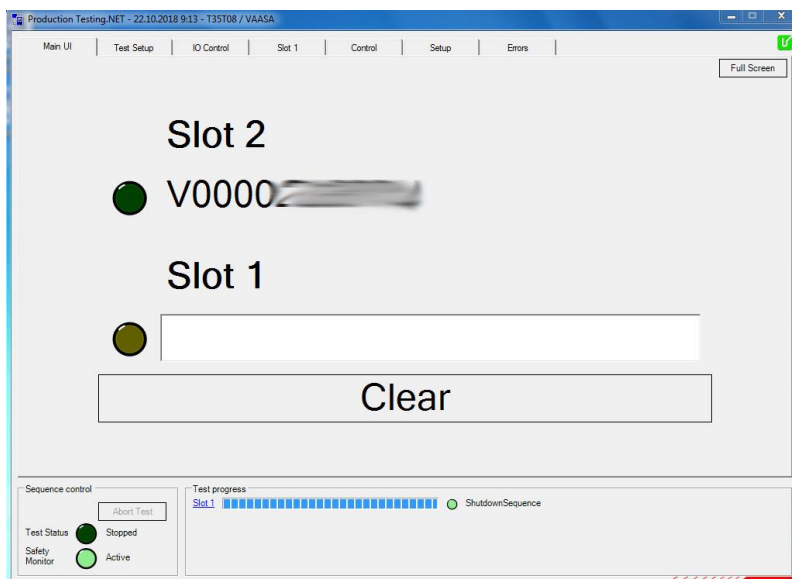 Production Testing.NET - 22.10.2018 9:13 - T35T08 / VAASA
Main UI Test Setup IO Control Slot 1 Control Setup Errors
Full Screen
Slot 2
V0000
Slot 1
Clear
Sequence control
Abort Test
Test Status Stopped
Safety
Monitor Active
Test progress
Slot 1 ShutdownSequence